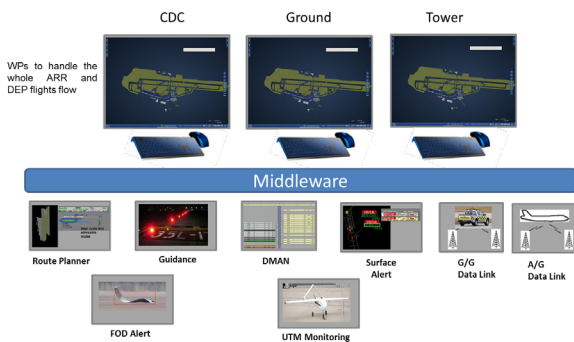 CDC
Ground
Tower
WPs to handle the
whole ARR and
DEP flights flow
Middleware
Route Planner
Guidance
DMAN
Surface
Alert
G/G
Data Link
A/G
Data Link
FOD Alert
UTM Monitoring